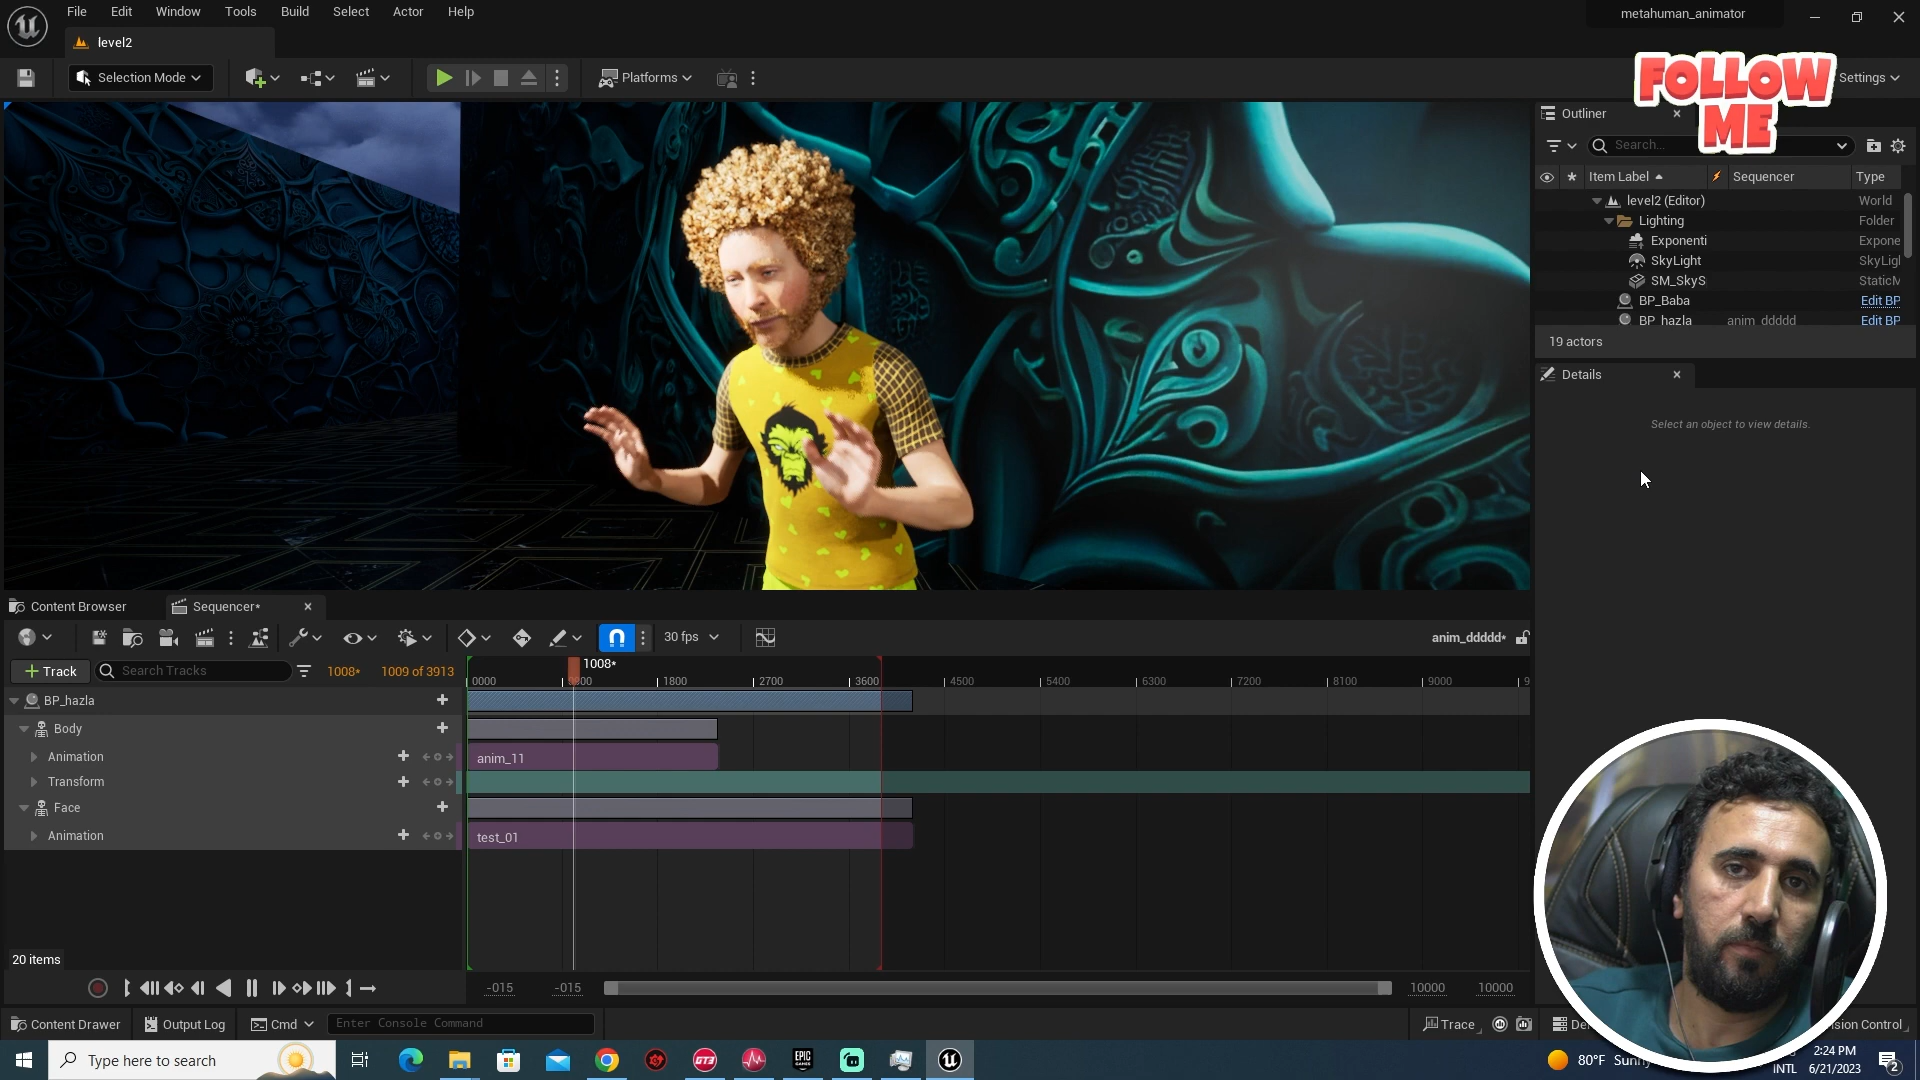 File Edit Window Tools Build Select Actor Help
metahuman_animator
level2
Selection Mode
Platforms
Settings
FOLLOW
ME
Outliner
Search...
Item Label Sequencer Type
level2 (Editor) World
Lighting Folder
Exponenti Expone
SkyLight SkyLigl
SM_SkyS StaticM
BP_Baba Edit BP
BP_hazla anim_ddddd Edit BP
19 actors
Details
Select an object to view details.
Content Browser
Sequencer*
30 fps
anim_ddddd*
Track
Search Tracks
1008*
1009 of 3913
1008*
0000 1800 2700 3600 4500 5400 6300 7200 8100 9000
BP_hazla
Body
Animation
anim_11
Transform
Face
Animation
test_01
20 items
-015 -015 10000 10000
Content Drawer
Output Log
Cmd
Enter Console Command
Trace
Control
Type here to search
EPIC
GAMES
80°F
2:24 PM
INTL
6/21/2023
2